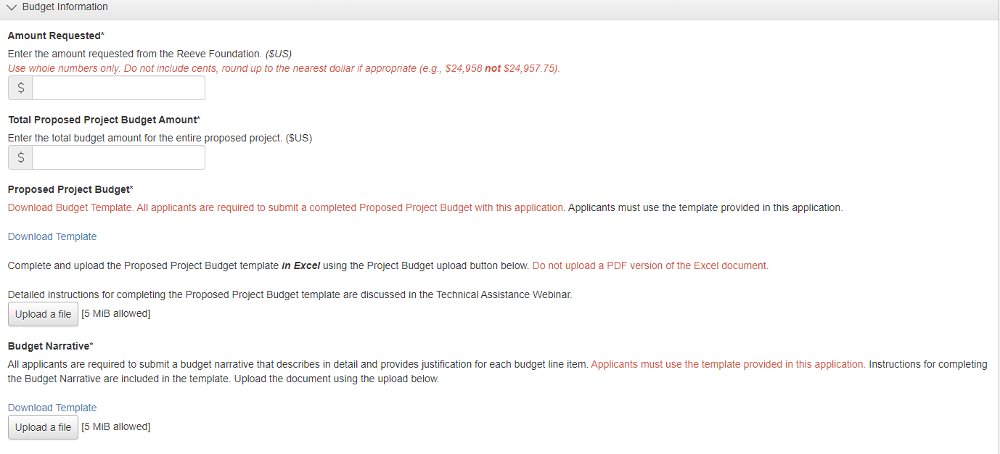 Budget Information
Amount Requested*
Enter the amount requested from the Reeve Foundation. ($US)
Use whole numbers only. Do not include cents, round up to the nearest dollar if appropriate (e.g., $24,958 not $24,957.75).
$
Total Proposed Project Budget Amount*
Enter the total budget amount for the entire proposed project. ($US)
$
Proposed Project Budget*
Download Budget Template. All applicants are required to submit a completed Proposed Project Budget with this application. Applicants must use the template provided in this application.
Download Template
Complete and upload the Proposed Project Budget template in Excel using the Project Budget upload button below. Do not upload a PDF version of the Excel document.
Detailed instructions for completing the Proposed Project Budget template are discussed in the Technical Assistance Webinar.
Upload a file [5 MiB allowed]
Budget Narrative*
All applicants are required to submit a budget narrative that describes in detail and provides justification for each budget line item. Applicants must use the template provided in this application. Instructions for completing
the Budget Narrative are included in the template. Upload the document using the upload below.
Download Template
Upload a file [5 MiB allowed]